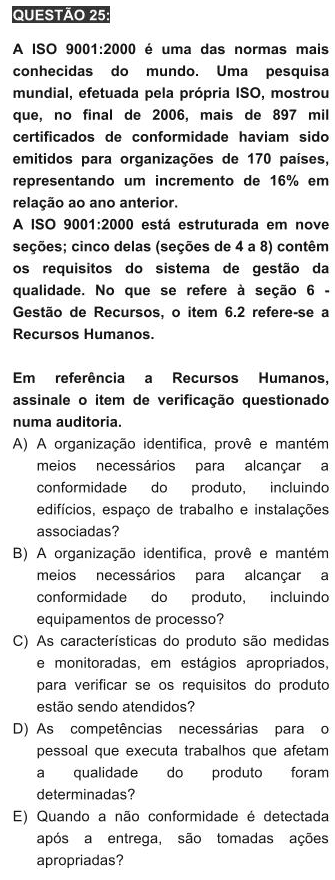 QUESTÃO 25:
A ISO 9001:2000 é uma das normas mais
conhecidas do mundo. Uma pesquisa
mundial, efetuada pela própria ISO, mostrou
que, no final de 2006, mais de 897 mil
certificados de conformidade haviam sido
emitidos para organizações de 170 países,
representando um incremento de 16% em
relação ao ano anterior.
A ISO 9001:2000 está estruturada em nove
seções; cinco delas (seções de 4 a 8) contêm
os requisitos do sistema de gestão da
qualidade. No que se refere à seção 6 -
Gestão de Recursos, o item 6.2 refere-se a
Recursos Humanos.
Em referência a Recursos Humanos,
assinale o item de verificação questionado
numa auditoria.
A) A organização identifica, provê e mantém
meios necessários para alcançar a
conformidade do produto, incluindo
edifícios, espaço de trabalho e instalações
associadas?
B) A organização identifica, provê e mantém
meios necessários para alcançar a
conformidade do produto, incluindo
equipamentos de processo?
C) As características do produto são medidas
e monitoradas, em estágios apropriados,
para verificar se os requisitos do produto
estão sendo atendidos?
D) As competências necessárias para o
pessoal que executa trabalhos que afetam
a qualidade do produto foram
determinadas?
E) Quando a não conformidade é detectada
após a entrega, são tomadas ações
apropriadas?